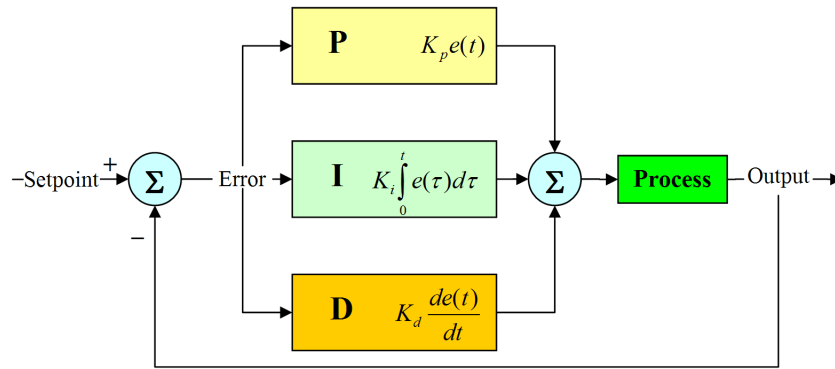 P K_p e(t)
Setpoint
+
Σ
−
Error
I K_i ∫_0^t e(τ)dτ
Σ
Process
Output
D K_d de(t)/dt